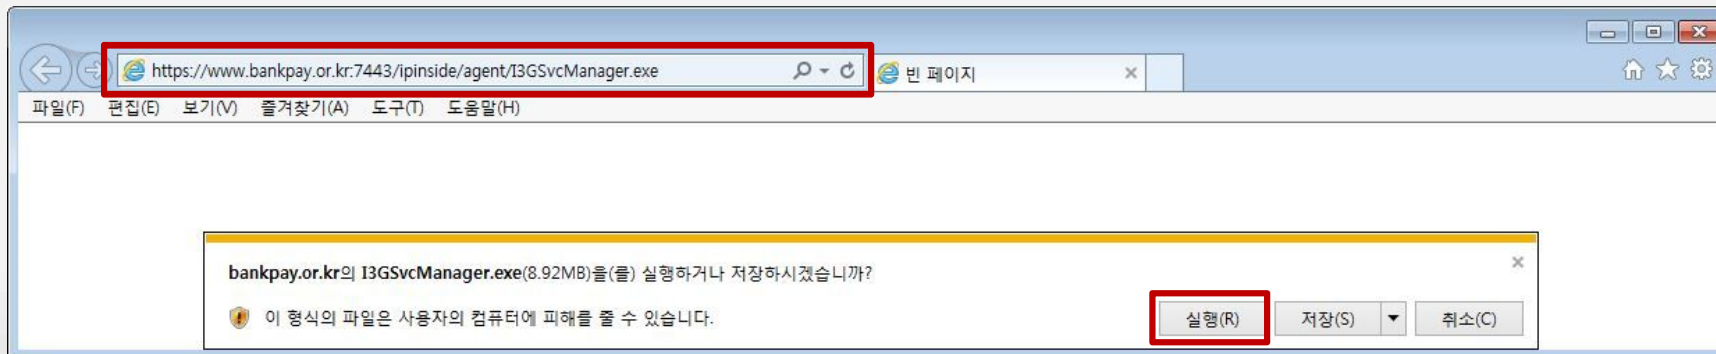 https://www.bankpay.or.kr:7443/ipinside/agent/I3GSvcManager.exe
빈 페이지
파일(F) 편집(E) 보기(V) 즐겨찾기(A) 도구(T) 도움말(H)
bankpay.or.kr의 I3GSvcManager.exe(8.92MB)을(를) 실행하거나 저장하시겠습니까?
이 형식의 파일은 사용자의 컴퓨터에 피해를 줄 수 있습니다.
실행(R) 저장(S) 취소(C)